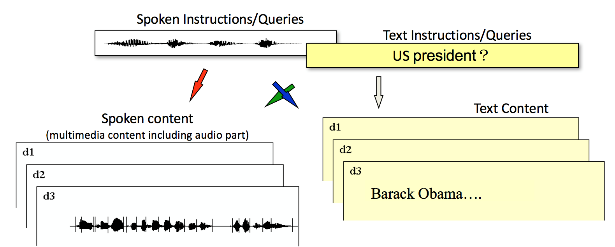 Spoken Instructions/Queries
Text Instructions/Queries
US president？
Spoken content
(multimedia content including audio part)
Text Content
d1
d2
d3
d1
d2
d3
Barack Obama….